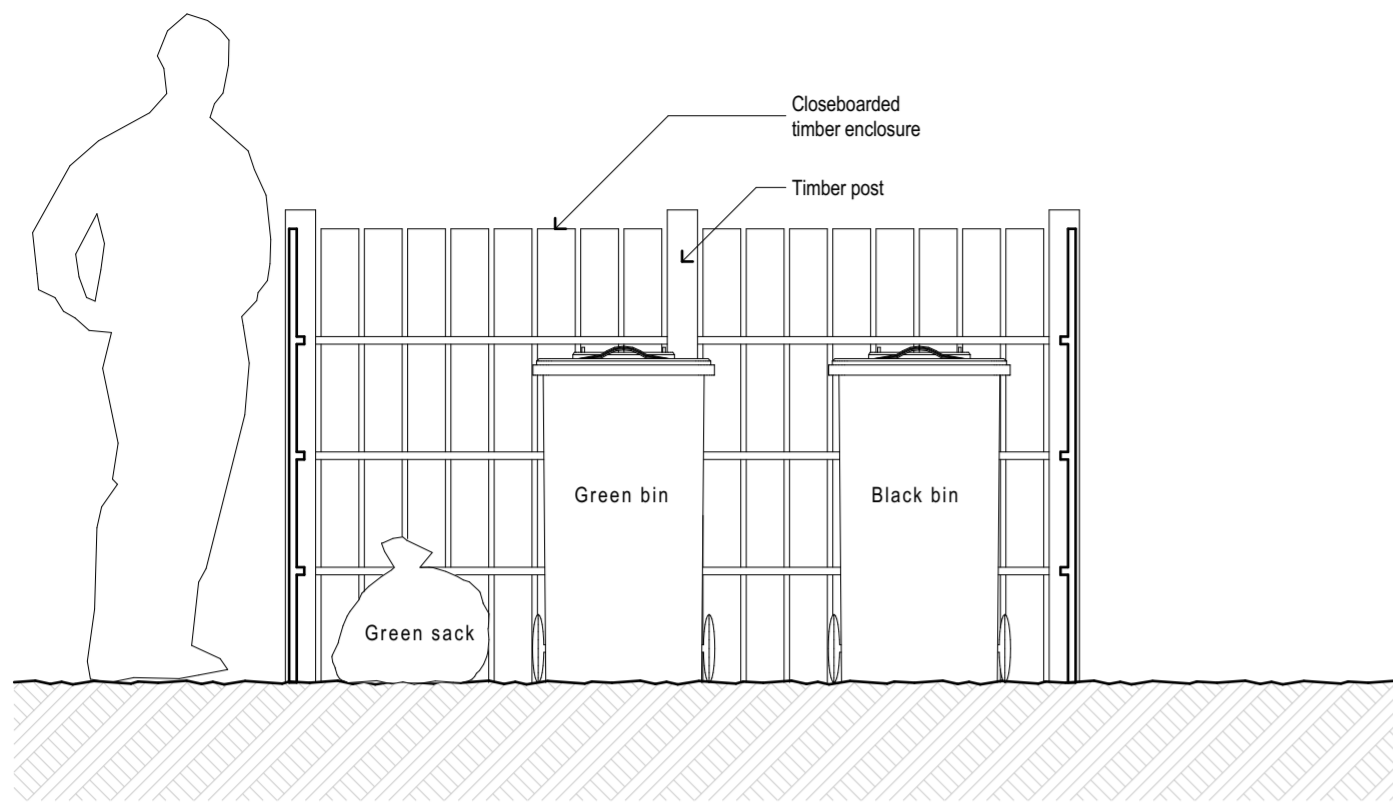 Closeboarded
timber enclosure
Timber post
Green bin
Black bin
Green sack